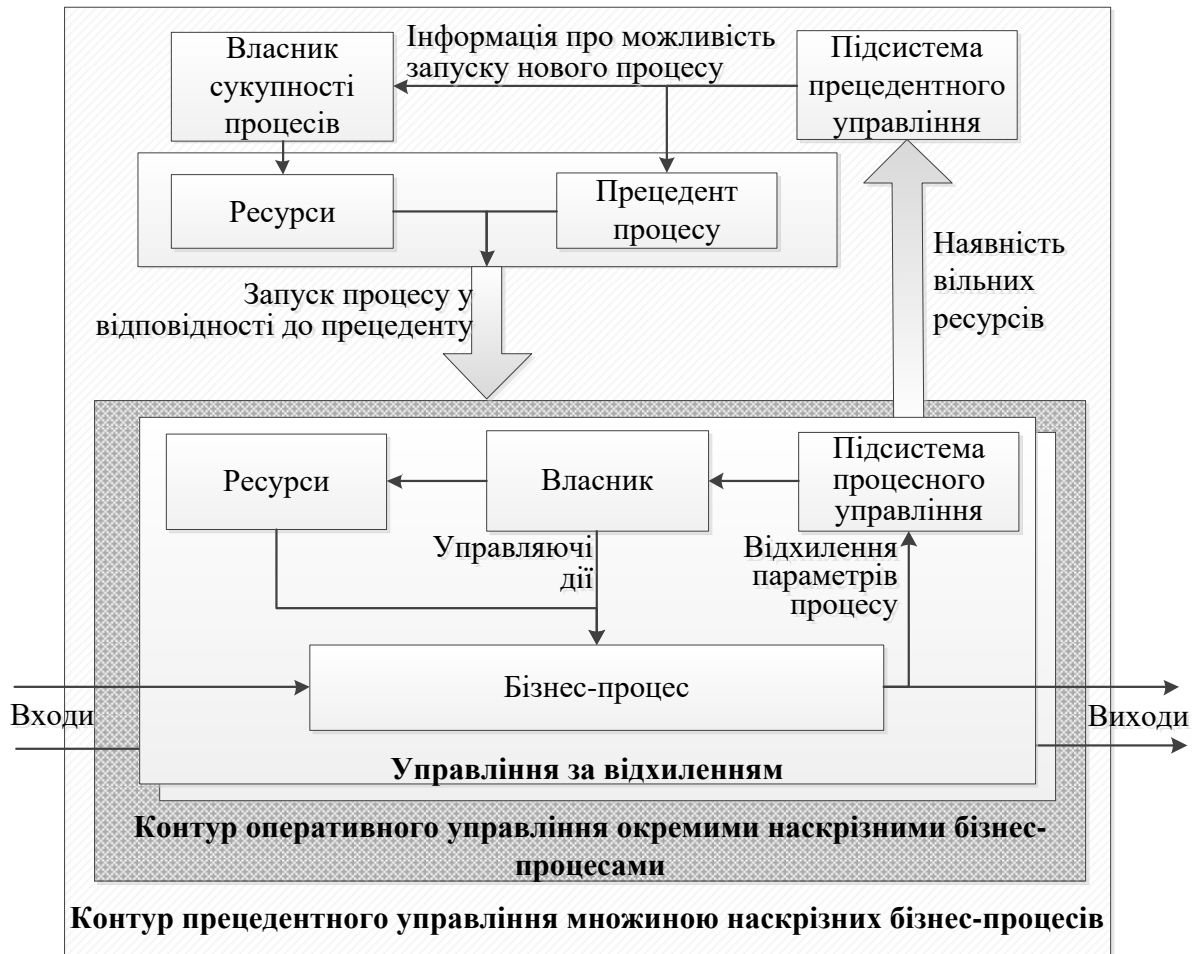 Власник
сукупності
процесів
Інформація про можливість
запуску нового процесу
Підсистема
прецедентного
управління
Ресурси
Прецедент
процесу
Наявність
вільних
ресурсів
Запуск процесу у
відповідності до прецеденту
Ресурси
Власник
Підсистема
процесного
управління
Управляючі
дії
Відхилення
параметрів
процесу
Бізнес-процес
Входи
Виходи
Управління за відхиленням
Контур оперативного управління окремими наскрізними бізнес-
процесами
Контур прецедентного управління множиною наскрізних бізнес-процесів